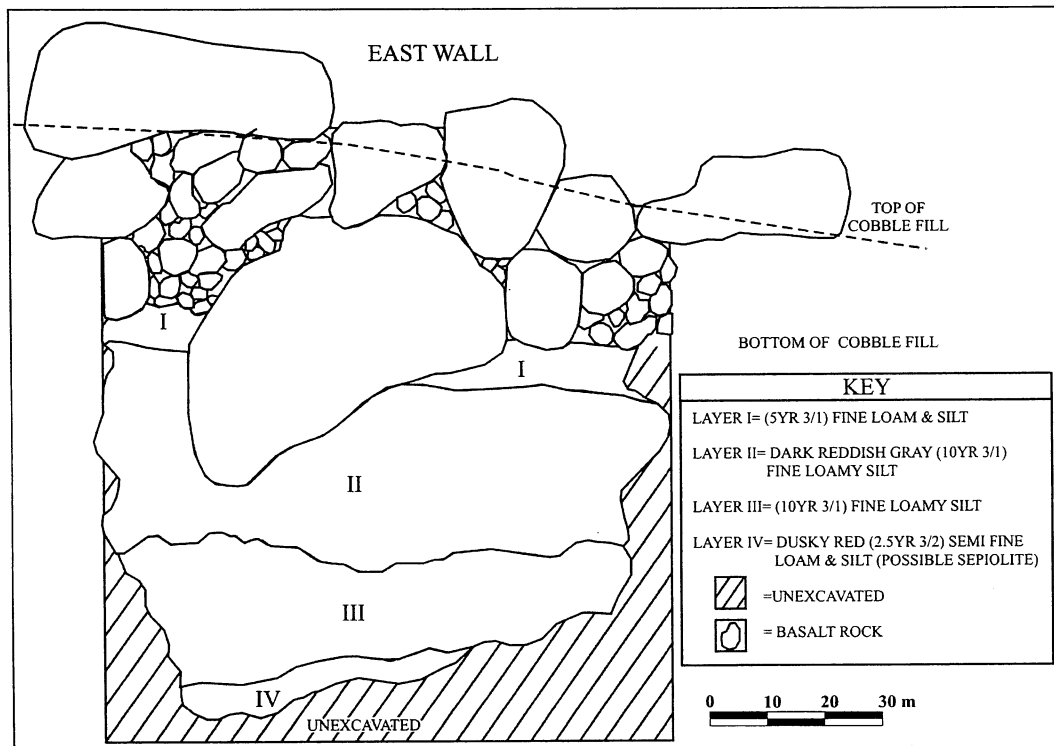 EAST WALL
TOP OF
COBBLE FILL
I
BOTTOM OF COBBLE FILL
I
KEY
LAYER I= (5YR 3/1) FINE LOAM & SILT
LAYER II= DARK REDDISH GRAY (10YR 3/1)
FINE LOAMY SILT
LAYER III= (10YR 3/1) FINE LOAMY SILT
LAYER IV= DUSKY RED (2.5YR 3/2) SEMI FINE
LOAM & SILT (POSSIBLE SEPIOLITE)
=UNEXCAVATED
= BASALT ROCK
II
III
IV
UNEXCAVATED
0 10 20 30 m